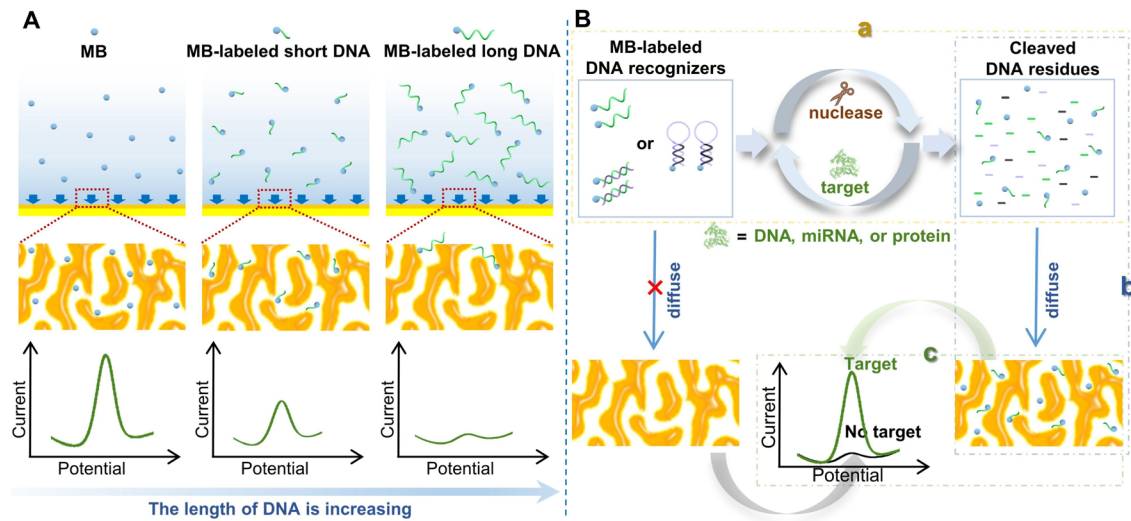 A
MB
MB-labeled short DNA
MB-labeled long DNA
Current
Potential
Current
Potential
Current
Potential
The length of DNA is increasing
B
a
MB-labeled
DNA recognizers
or
nuclease
target
Cleaved
DNA residues
= DNA, miRNA, or protein
diffuse
diffuse
b
c
Target
No target
Current
Potential